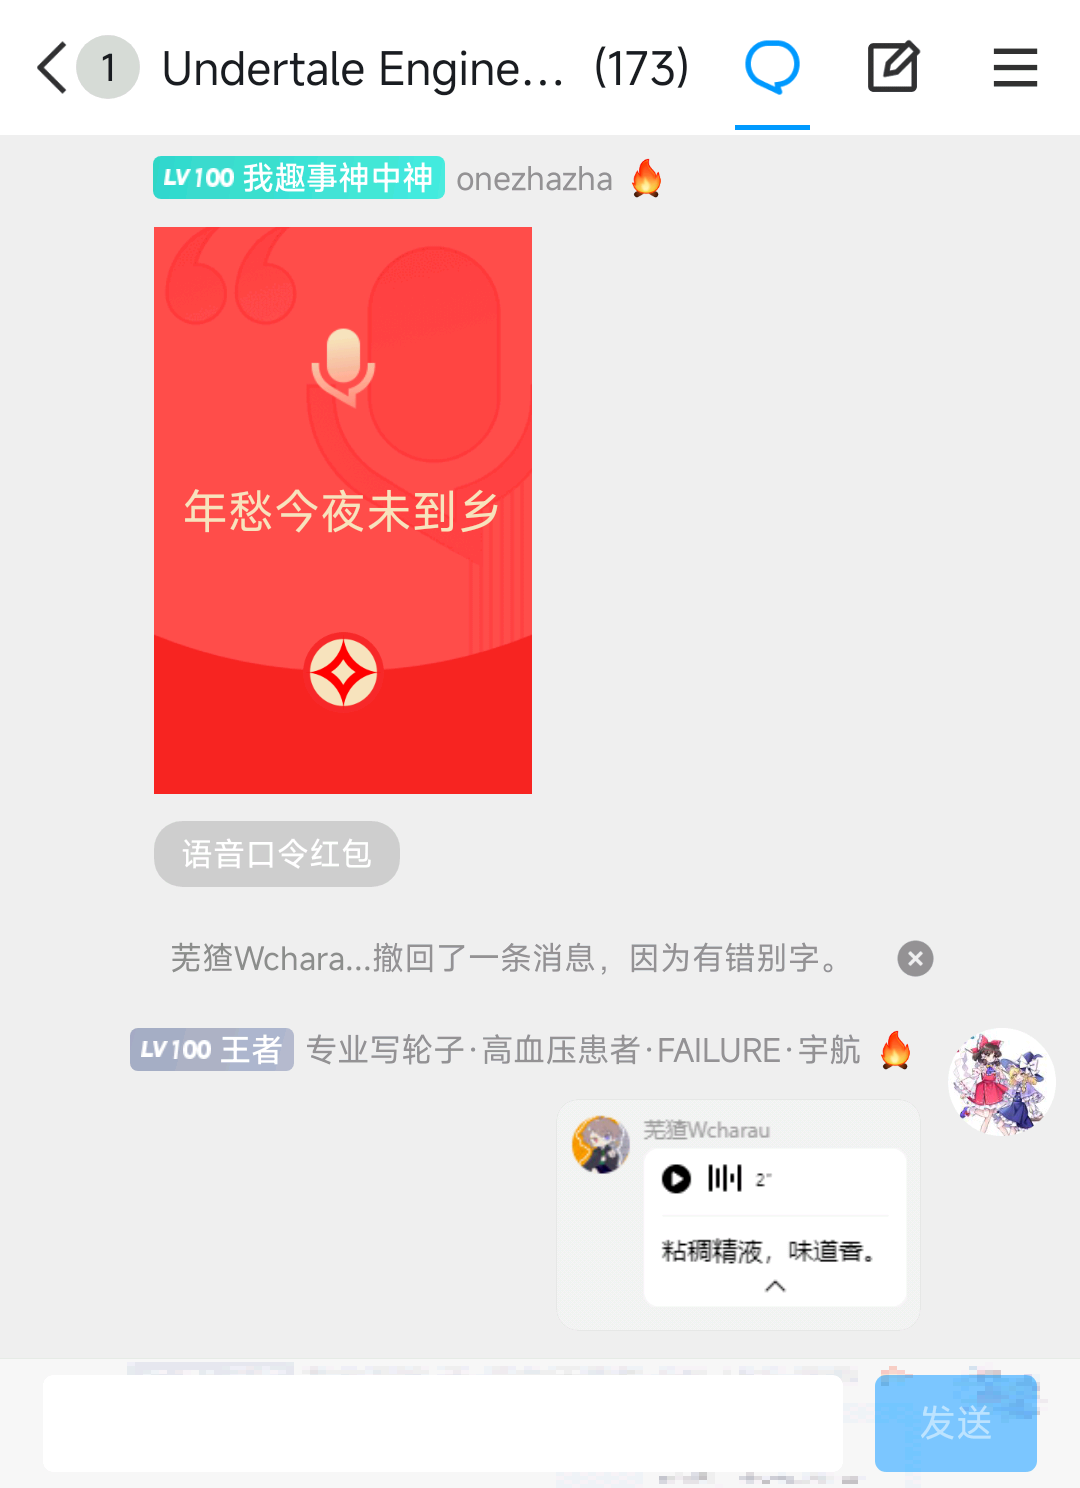 1 Undertale Engine... (173)
LV100 我趣事神中神 onezhazha
年愁今夜未到乡
语音口令红包
芜猹Wchara...撤回了一条消息，因为有错别字。
LV100 王者 专业写轮子·高血压患者·FAILURE·宇航
芜猹Wcharau
2"
粘稠精液，味道香。
发送